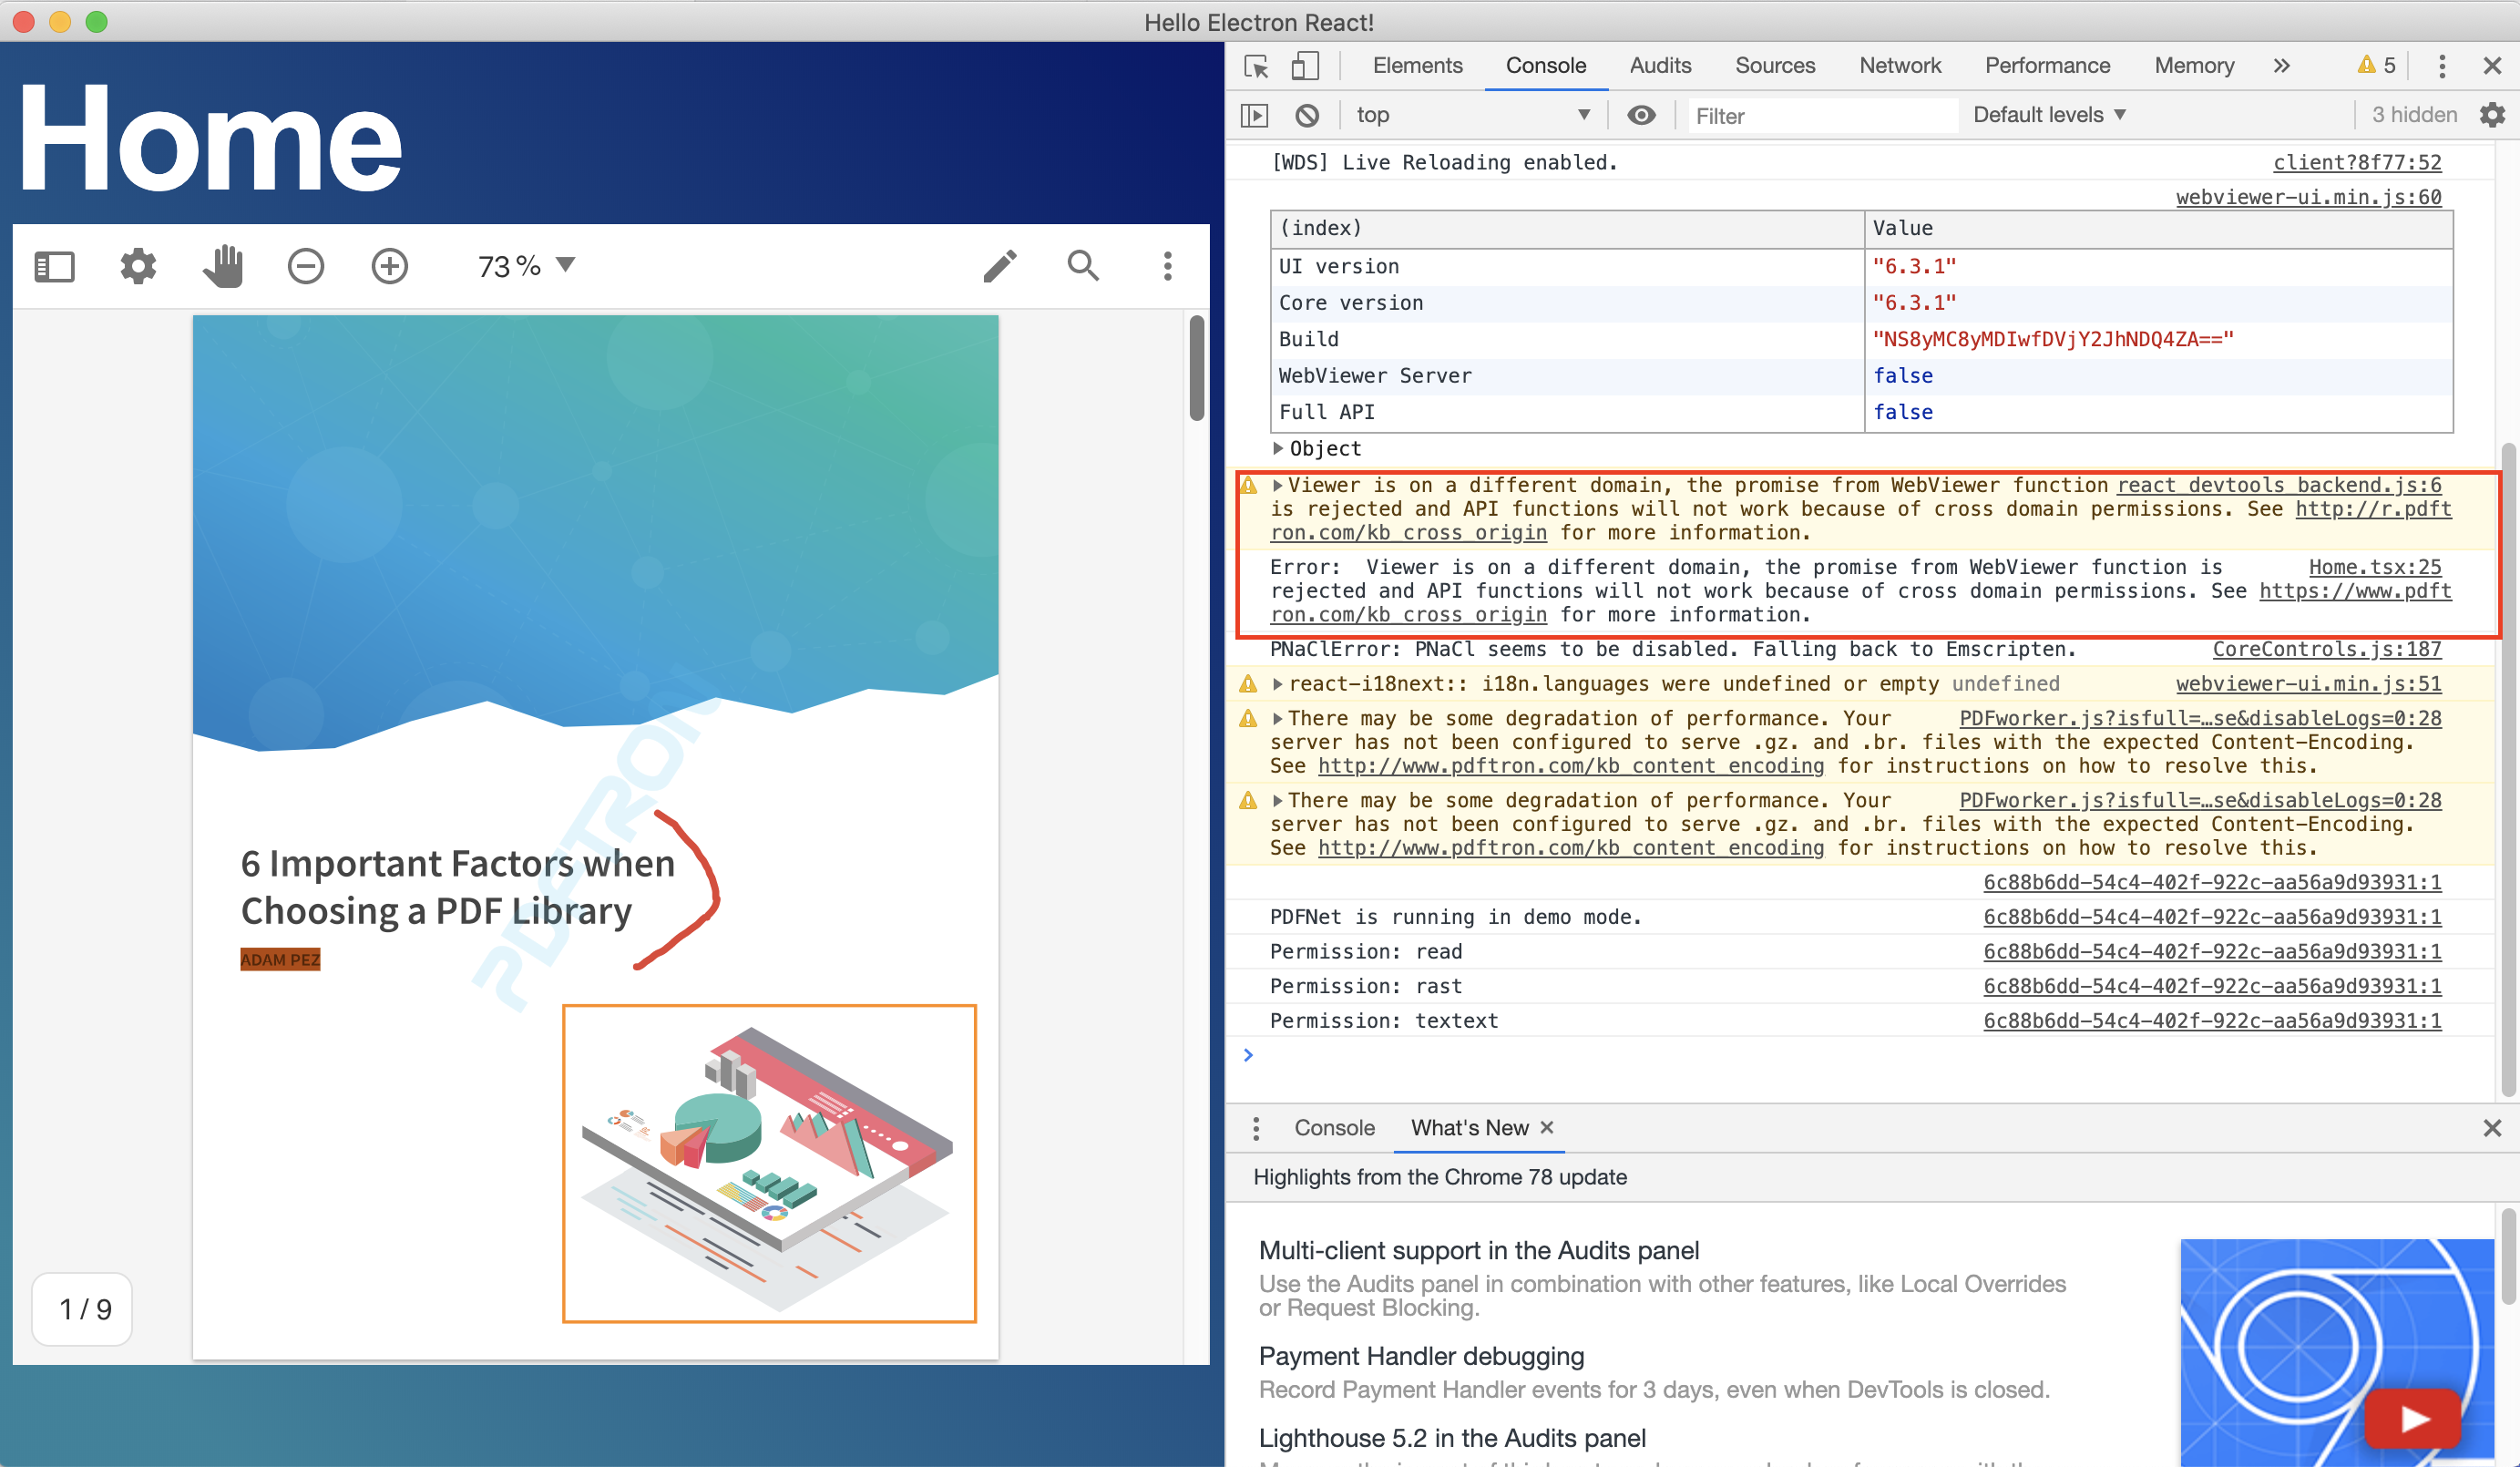 Hello Electron React!
Home
73 %
PDFTRON
6 Important Factors when
Choosing a PDF Library
ADAM PEZ
1 / 9
Elements Console Audits Sources Network Performance Memory 5
top Filter Default levels 3 hidden
[WDS] Live Reloading enabled. client?8f77:52
webviewer-ui.min.js:60
(index) Value
UI version "6.3.1"
Core version "6.3.1"
Build "NS8yMC8yMDIwfDVjY2JhNDQ4ZA=="
WebViewer Server false
Full API false
Object
Viewer is on a different domain, the promise from WebViewer function react_devtools_backend.js:6
is rejected and API functions will not work because of cross domain permissions. See http://r.pdft
ron.com/kb_cross_origin for more information.
Error:  Viewer is on a different domain, the promise from WebViewer function is Home.tsx:25
rejected and API functions will not work because of cross domain permissions. See https://www.pdft
ron.com/kb_cross_origin for more information.
PNaClError: PNaCl seems to be disabled. Falling back to Emscripten. CoreControls.js:187
react-i18next:: i18n.languages were undefined or empty undefined webviewer-ui.min.js:51
There may be some degradation of performance. Your PDFworker.js?isfull=…se&disableLogs=0:28
server has not been configured to serve .gz. and .br. files with the expected Content-Encoding.
See http://www.pdftron.com/kb_content_encoding for instructions on how to resolve this.
There may be some degradation of performance. Your PDFworker.js?isfull=…se&disableLogs=0:28
server has not been configured to serve .gz. and .br. files with the expected Content-Encoding.
See http://www.pdftron.com/kb_content_encoding for instructions on how to resolve this.
6c88b6dd-54c4-402f-922c-aa56a9d93931:1
PDFNet is running in demo mode. 6c88b6dd-54c4-402f-922c-aa56a9d93931:1
Permission: read 6c88b6dd-54c4-402f-922c-aa56a9d93931:1
Permission: rast 6c88b6dd-54c4-402f-922c-aa56a9d93931:1
Permission: textext 6c88b6dd-54c4-402f-922c-aa56a9d93931:1
Console What's New
Highlights from the Chrome 78 update
Multi-client support in the Audits panel
Use the Audits panel in combination with other features, like Local Overrides
or Request Blocking.
Payment Handler debugging
Record Payment Handler events for 3 days, even when DevTools is closed.
Lighthouse 5.2 in the Audits panel